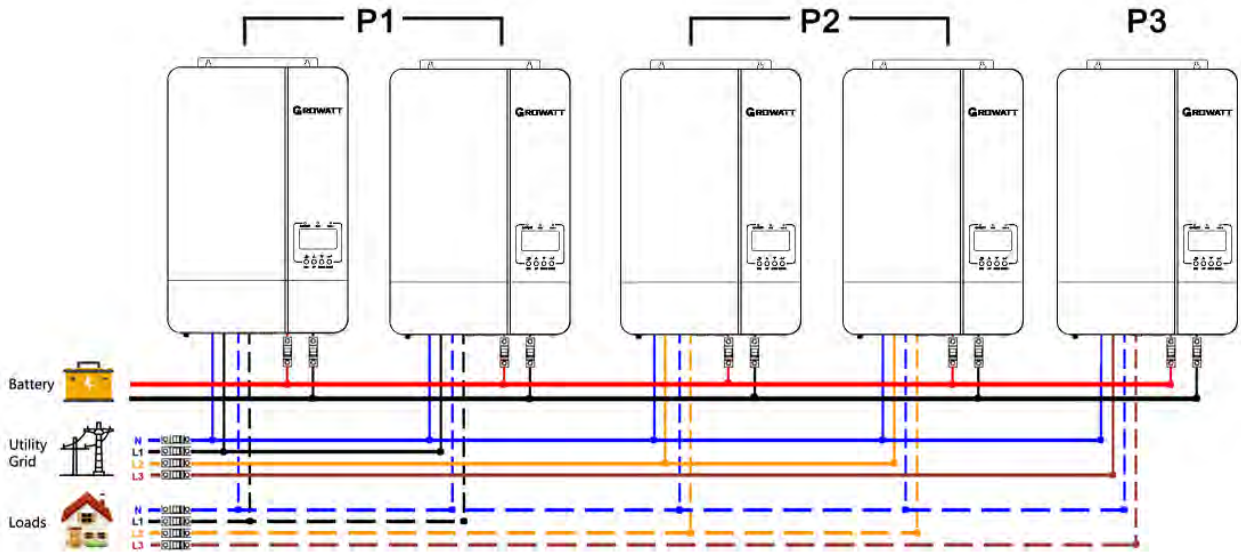 P1 P2 P3
GROWATT GROWATT GROWATT GROWATT GROWATT
Battery
Utility
Grid
N
L1
L2
L3
Loads
N
L1
L2
L3